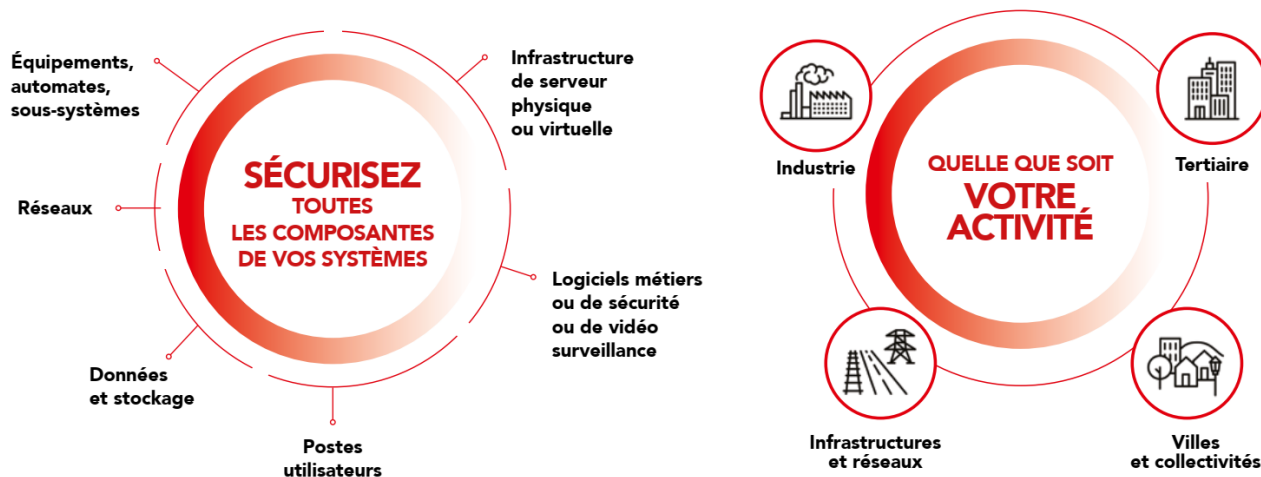 Équipements,
automates,
sous-systèmes
Infrastructure
de serveur
physique
ou virtuelle
SÉCURISEZ
TOUTES
LES COMPOSANTES
DE VOS SYSTÈMES
Réseaux
Logiciels métiers
ou de sécurité
ou de vidéo
surveillance
Données
et stockage
Postes
utilisateurs
Industrie
Tertiaire
QUELLE QUE SOIT
VOTRE
ACTIVITÉ
Infrastructures
et réseaux
Villes
et collectivités